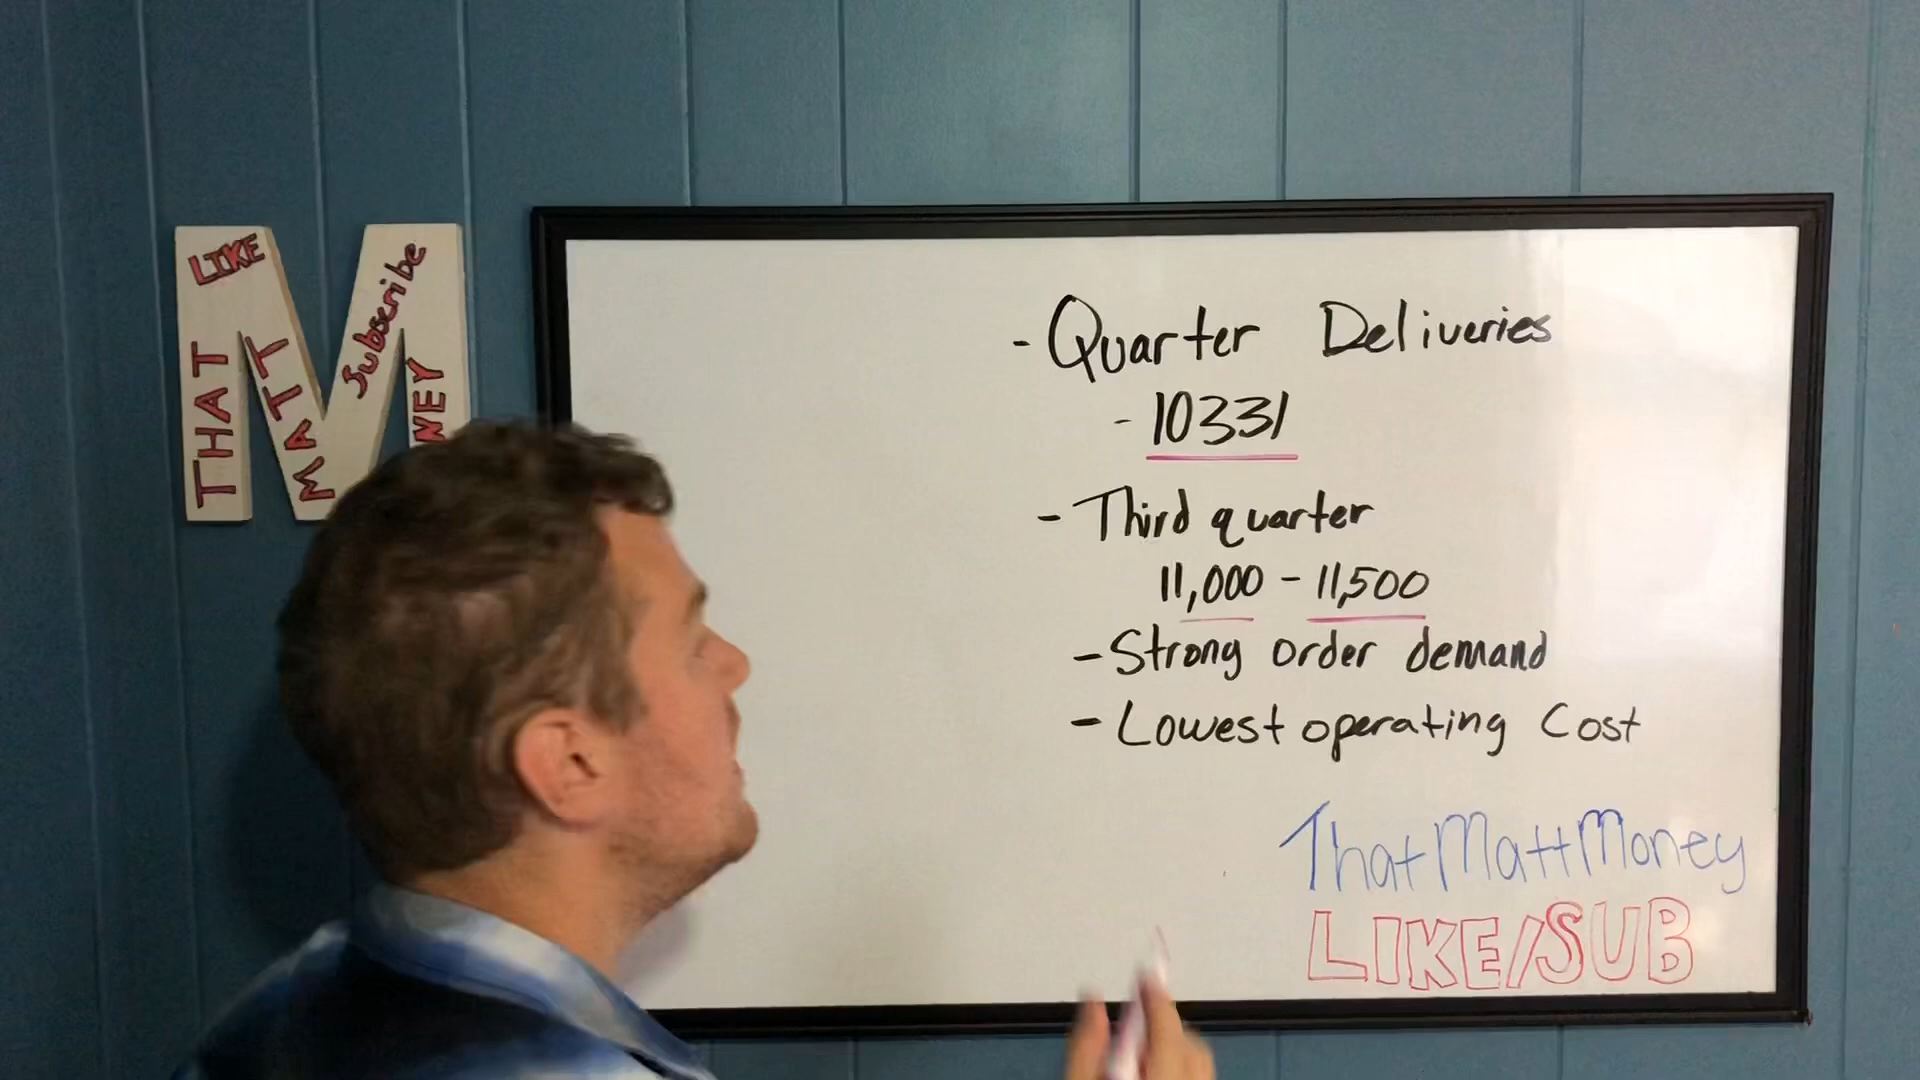 LIKE
THAT
MATT
Subscribe
NEY
- Quarter Deliveries
- 10331
- Third quarter
11,000 - 11,500
- Strong order demand
- Lowest operating Cost
ThatMattMoney
LIKE/SUB